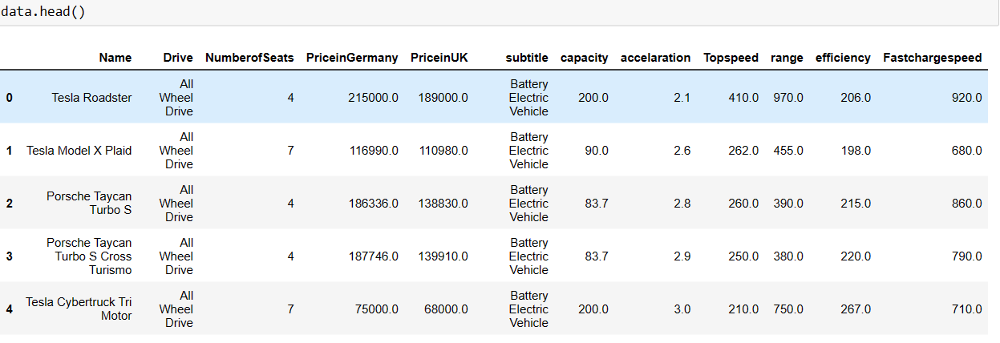 data.head()
Name Drive NumberofSeats PriceinGermany PriceinUK subtitle capacity accelaration Topspeed range efficiency Fastchargespeed
0 Tesla Roadster All Wheel Drive 4 215000.0 189000.0 Battery Electric Vehicle 200.0 2.1 410.0 970.0 206.0 920.0
1 Tesla Model X Plaid All Wheel Drive 7 116990.0 110980.0 Battery Electric Vehicle 90.0 2.6 262.0 455.0 198.0 680.0
2 Porsche Taycan Turbo S All Wheel Drive 4 186336.0 138830.0 Battery Electric Vehicle 83.7 2.8 260.0 390.0 215.0 860.0
3 Porsche Taycan Turbo S Cross Turismo All Wheel Drive 4 187746.0 139910.0 Battery Electric Vehicle 83.7 2.9 250.0 380.0 220.0 790.0
4 Tesla Cybertruck Tri Motor All Wheel Drive 7 75000.0 68000.0 Battery Electric Vehicle 200.0 3.0 210.0 750.0 267.0 710.0